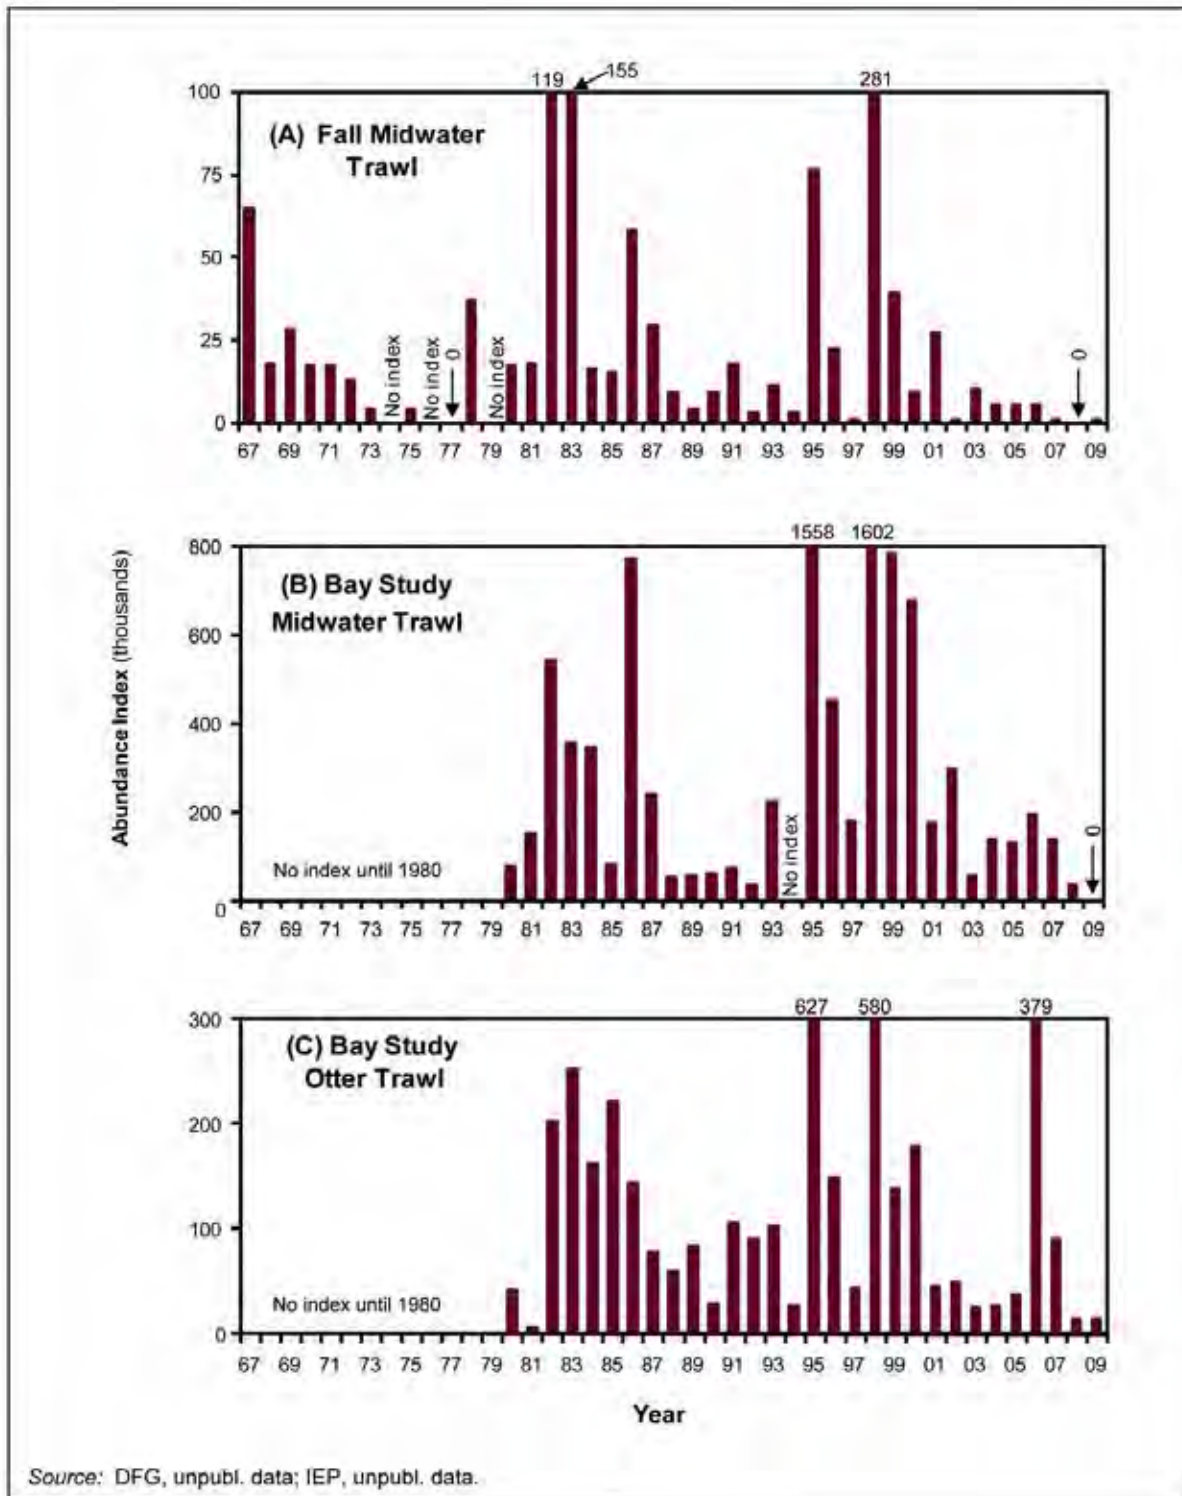 119 155 281
100
(A) Fall Midwater
Trawl
75
50
25
No index No index 0 No index 0
0
67 69 71 73 75 77 79 81 83 85 87 89 91 93 95 97 99 01 03 05 07 09
Abundance Index (thousands)
1558 1602
800
(B) Bay Study
Midwater Trawl
600
400
200
No index 0
No index until 1980
0
67 69 71 73 75 77 79 81 83 85 87 89 91 93 95 97 99 01 03 05 07 09
627 580 379
300
(C) Bay Study
Otter Trawl
200
100
No index until 1980
0
67 69 71 73 75 77 79 81 83 85 87 89 91 93 95 97 99 01 03 05 07 09
Year
Source: DFG, unpubl. data; IEP, unpubl. data.